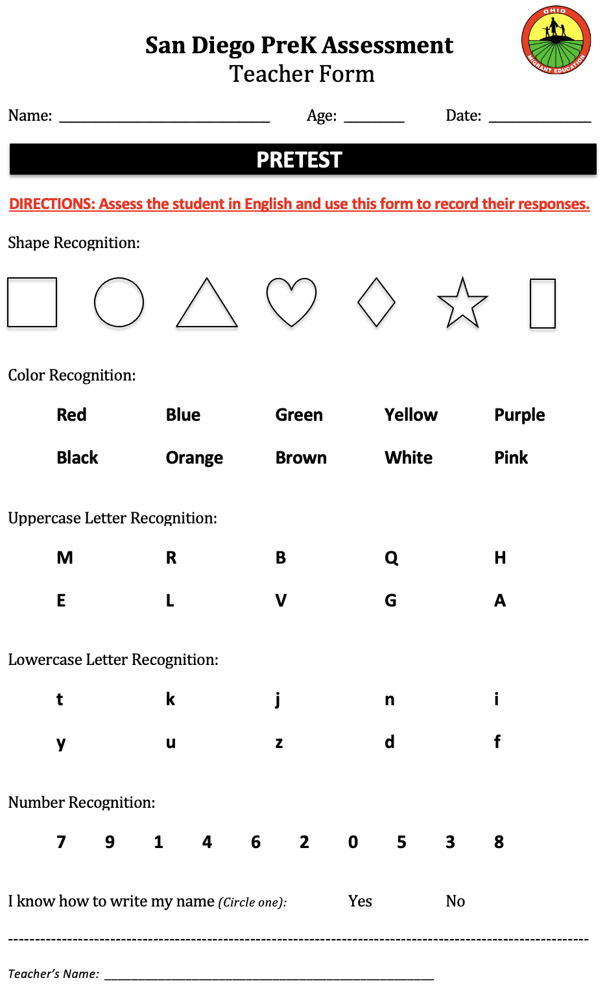 OHIO
MIGRANT EDUCATION
San Diego PreK Assessment
Teacher Form
Name: __________________________ Age: ________ Date: _____________
PRETEST
DIRECTIONS: Assess the student in English and use this form to record their responses.
Shape Recognition:
Color Recognition:
Red Blue Green Yellow Purple
Black Orange Brown White Pink
Uppercase Letter Recognition:
M R B Q H
E L V G A
Lowercase Letter Recognition:
t k j n i
y u z d f
Number Recognition:
7 9 1 4 6 2 0 5 3 8
I know how to write my name (Circle one): Yes No
------------------------------------------------------------------------------------------------------------
Teacher's Name: ________________________________________________